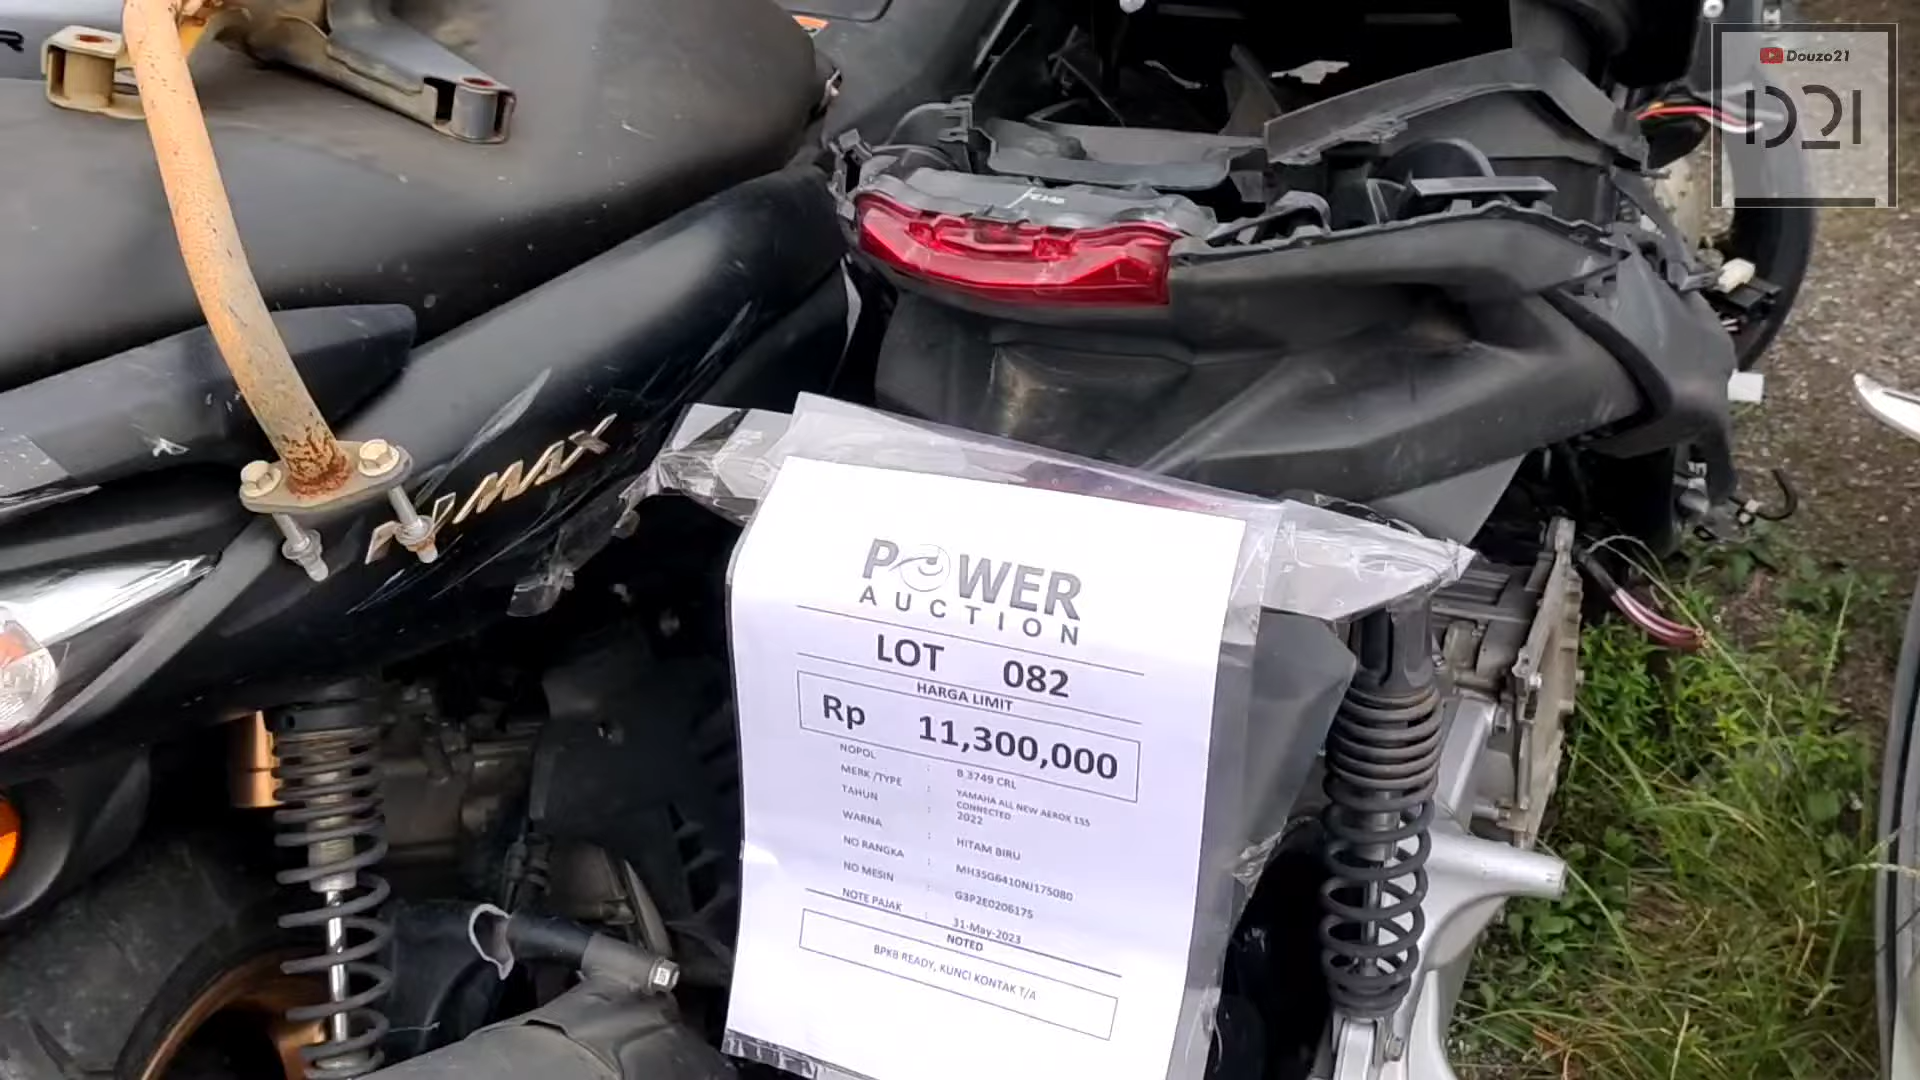 Douzo21
D21
NMAX
POWER
AUCTION
LOT 082
HARGA LIMIT
Rp 11,300,000
NOPOL : B 3749 CRL
MERK /TYPE : YAMAHA ALL NEW AEROX 155 CONNECTED
TAHUN : 2022
WARNA : HITAM BIRU
NO RANGKA : MH3SG6410NJ175080
NO MESIN : G3P2E0206175
NOTE PAJAK : 31-May-2023
NOTED
BPKB READY, KUNCI KONTAK T/A